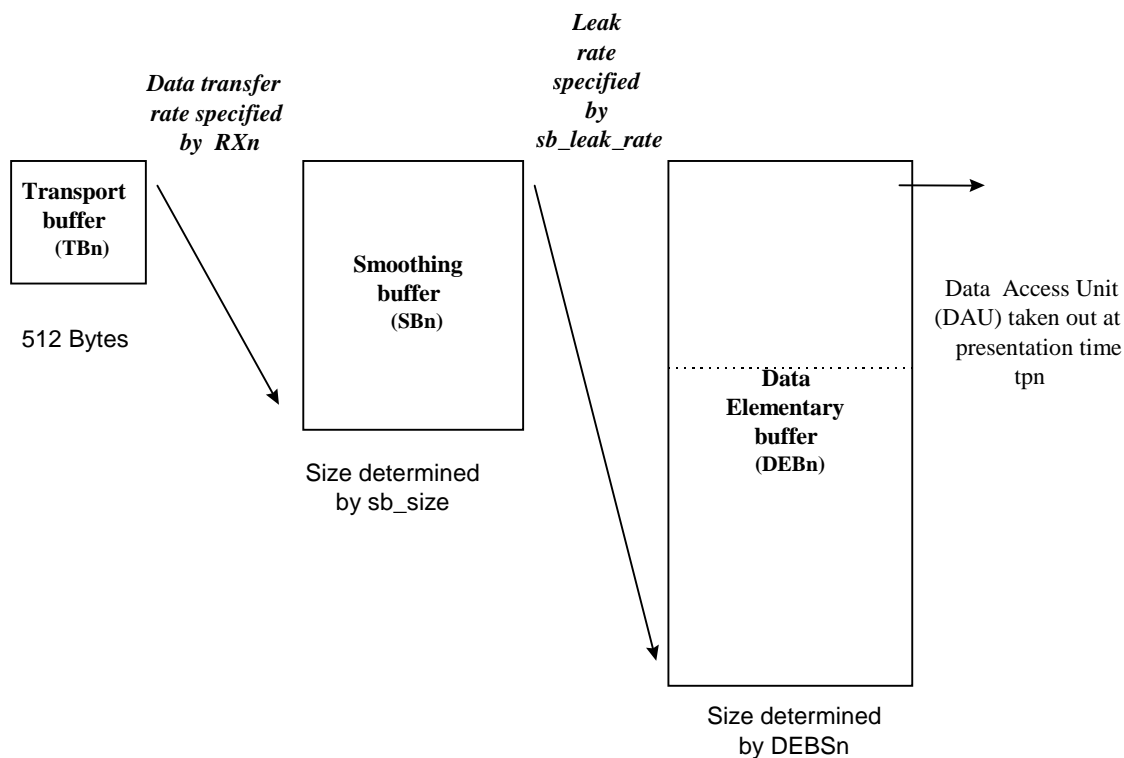 Data transfer
rate specified
by RXn
Leak
rate
specified
by
sb_leak_rate
Transport
buffer
(TBn)
512 Bytes
Smoothing
buffer
(SBn)
Size determined
by sb_size
Data
Elementary
buffer
(DEBn)
Size determined
by DEBSn
Data Access Unit
(DAU) taken out at
presentation time
tpn